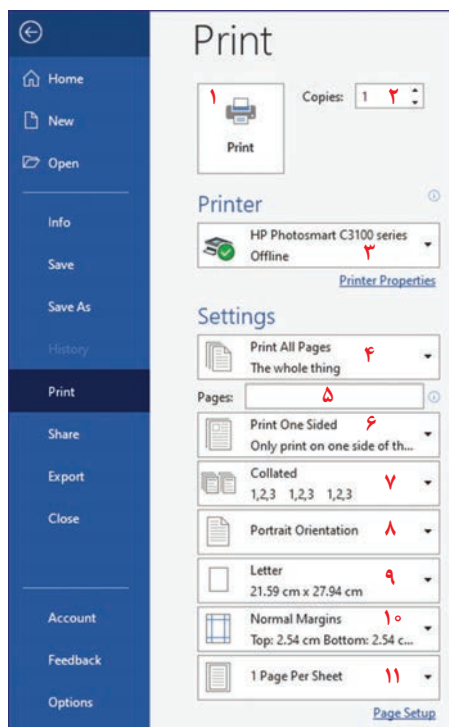 Home
New
Open
Info
Save
Save As
History
Print
Share
Export
Close
Account
Feedback
Options
Print
۱
Print
Copies: 1 ۲
Printer
HP Photosmart C3100 series
Offline ۳
Printer Properties
Settings
Print All Pages ۴
The whole thing
Pages: ۵
Print One Sided ۶
Only print on one side of th...
Collated ۷
1,2,3 1,2,3 1,2,3
Portrait Orientation ۸
Letter ۹
21.59 cm x 27.94 cm
Normal Margins ۱۰
Top: 2.54 cm Bottom: 2.54 c...
1 Page Per Sheet ۱۱
Page Setup